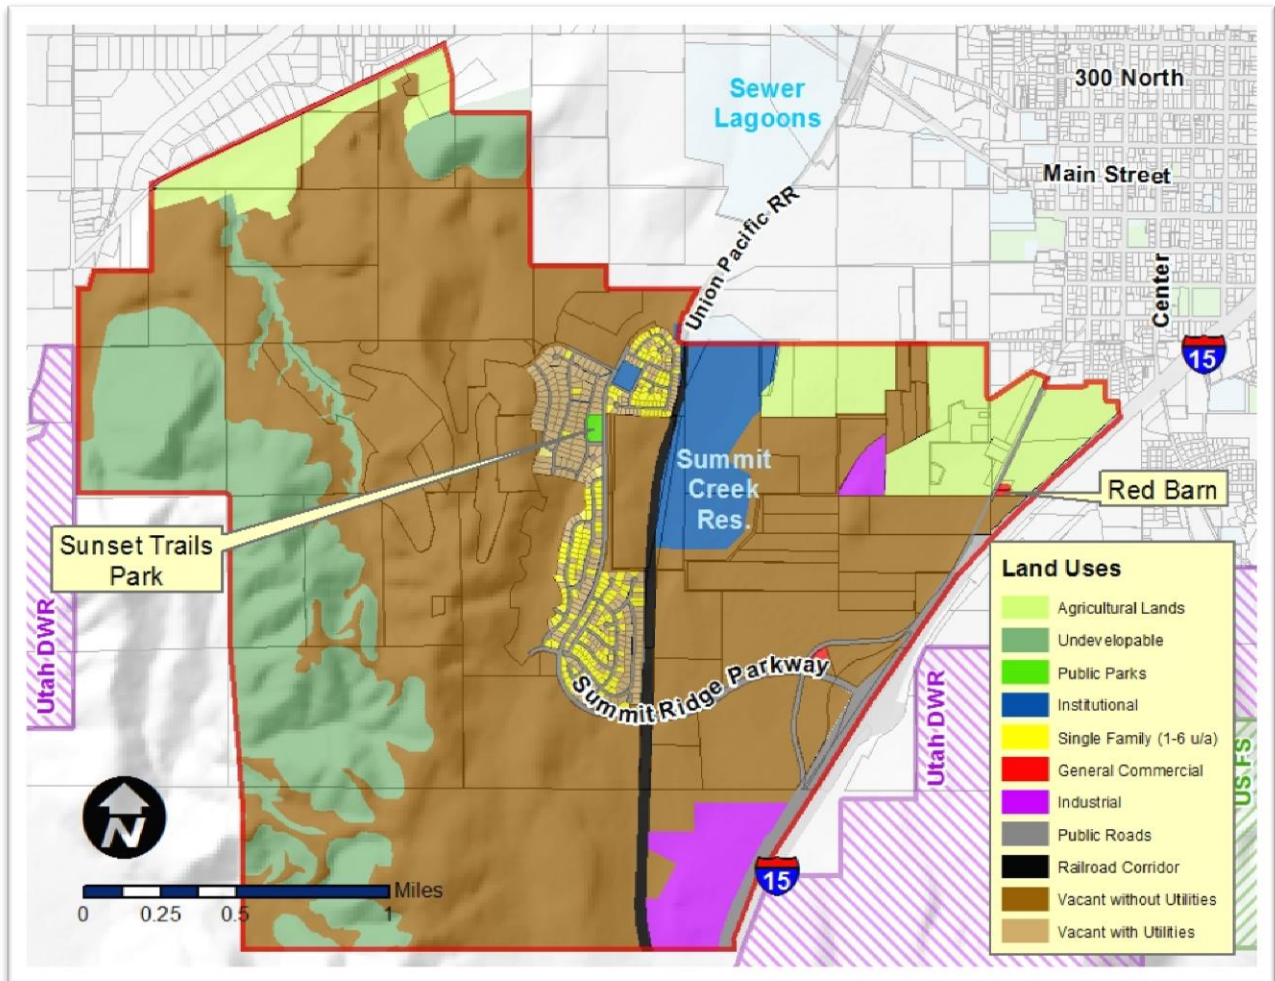 300 North
Sewer
Lagoons
Main Street
Union Pacific RR
Center
15
Summit
Creek
Res.
Red Barn
Sunset Trails
Park
Utah DWR
Summit Ridge Parkway
Utah DWR
US FS
15
N
Miles
0 0.25 0.5 1
Land Uses
Agricultural Lands
Undevelopable
Public Parks
Institutional
Single Family (1-6 u/a)
General Commercial
Industrial
Public Roads
Railroad Corridor
Vacant without Utilities
Vacant with Utilities